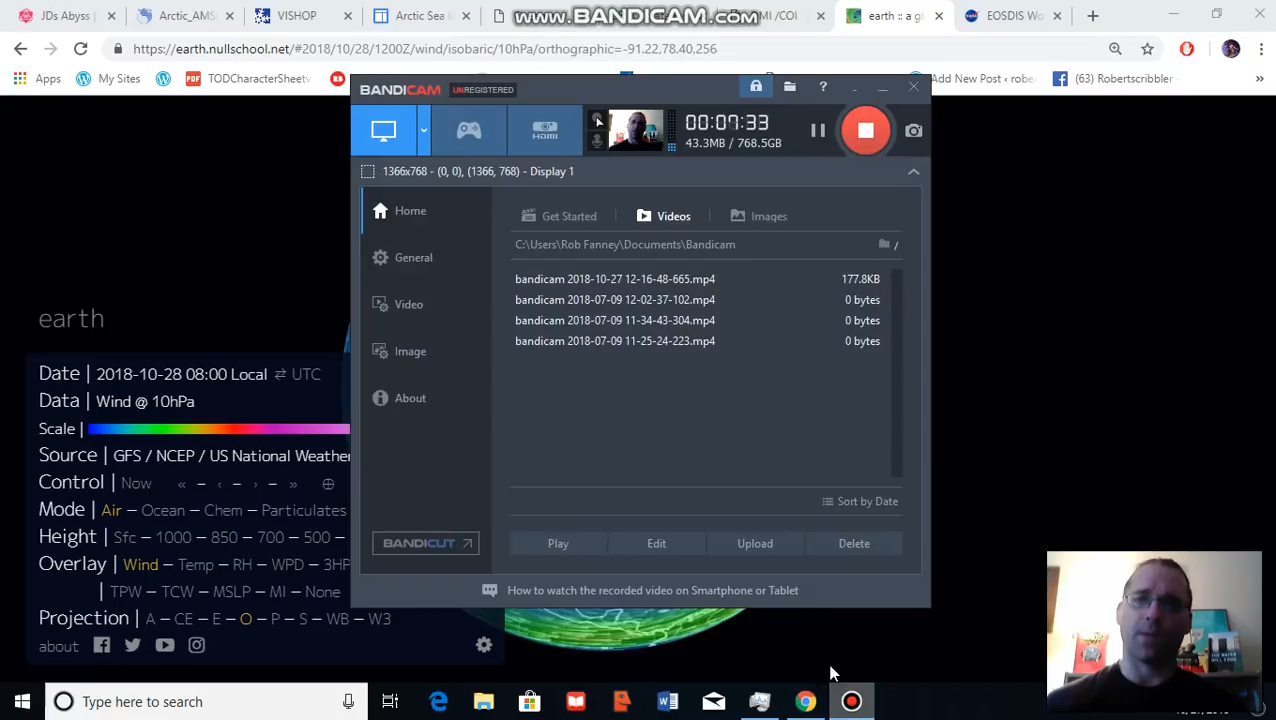 JDs Abyss
Arctic_AMS
VISHOP
Arctic Sea
earth :: a gl
EOSDIS Wo
www.BANDICAM.com
https://earth.nullschool.net/#2018/10/28/1200Z/wind/isobaric/10hPa/orthographic=-91.22,78.40,256
Apps
My Sites
TODCharacterSheetv
Add New Post ‹ robe
(63) Robertscribbler
BANDICAM UNREGISTERED
00:07:33
43.3MB / 768.5GB
HDMI
1366x768 - (0, 0), (1366, 768) - Display 1
Home
General
Video
Image
About
BANDICUT
Get Started
Videos
Images
C:\Users\Rob Fanney\Documents\Bandicam
/
bandicam 2018-10-27 12-16-48-665.mp4 177.8KB
bandicam 2018-07-09 12-02-37-102.mp4 0 bytes
bandicam 2018-07-09 11-34-43-304.mp4 0 bytes
bandicam 2018-07-09 11-25-24-223.mp4 0 bytes
Sort by Date
Play Edit Upload Delete
How to watch the recorded video on Smartphone or Tablet
earth
Date | 2018-10-28 08:00 Local ⇄ UTC
Data | Wind @ 10hPa
Scale |
Source | GFS / NCEP / US National Weather
Control | Now « – ‹ – › – »
Mode | Air – Ocean – Chem – Particulates
Height | Sfc – 1000 – 850 – 700 – 500 –
Overlay | Wind – Temp – RH – WPD – 3HP
| TPW – TCW – MSLP – MI – None
Projection | A – CE – E – O – P – S – WB – W3
about
Type here to search